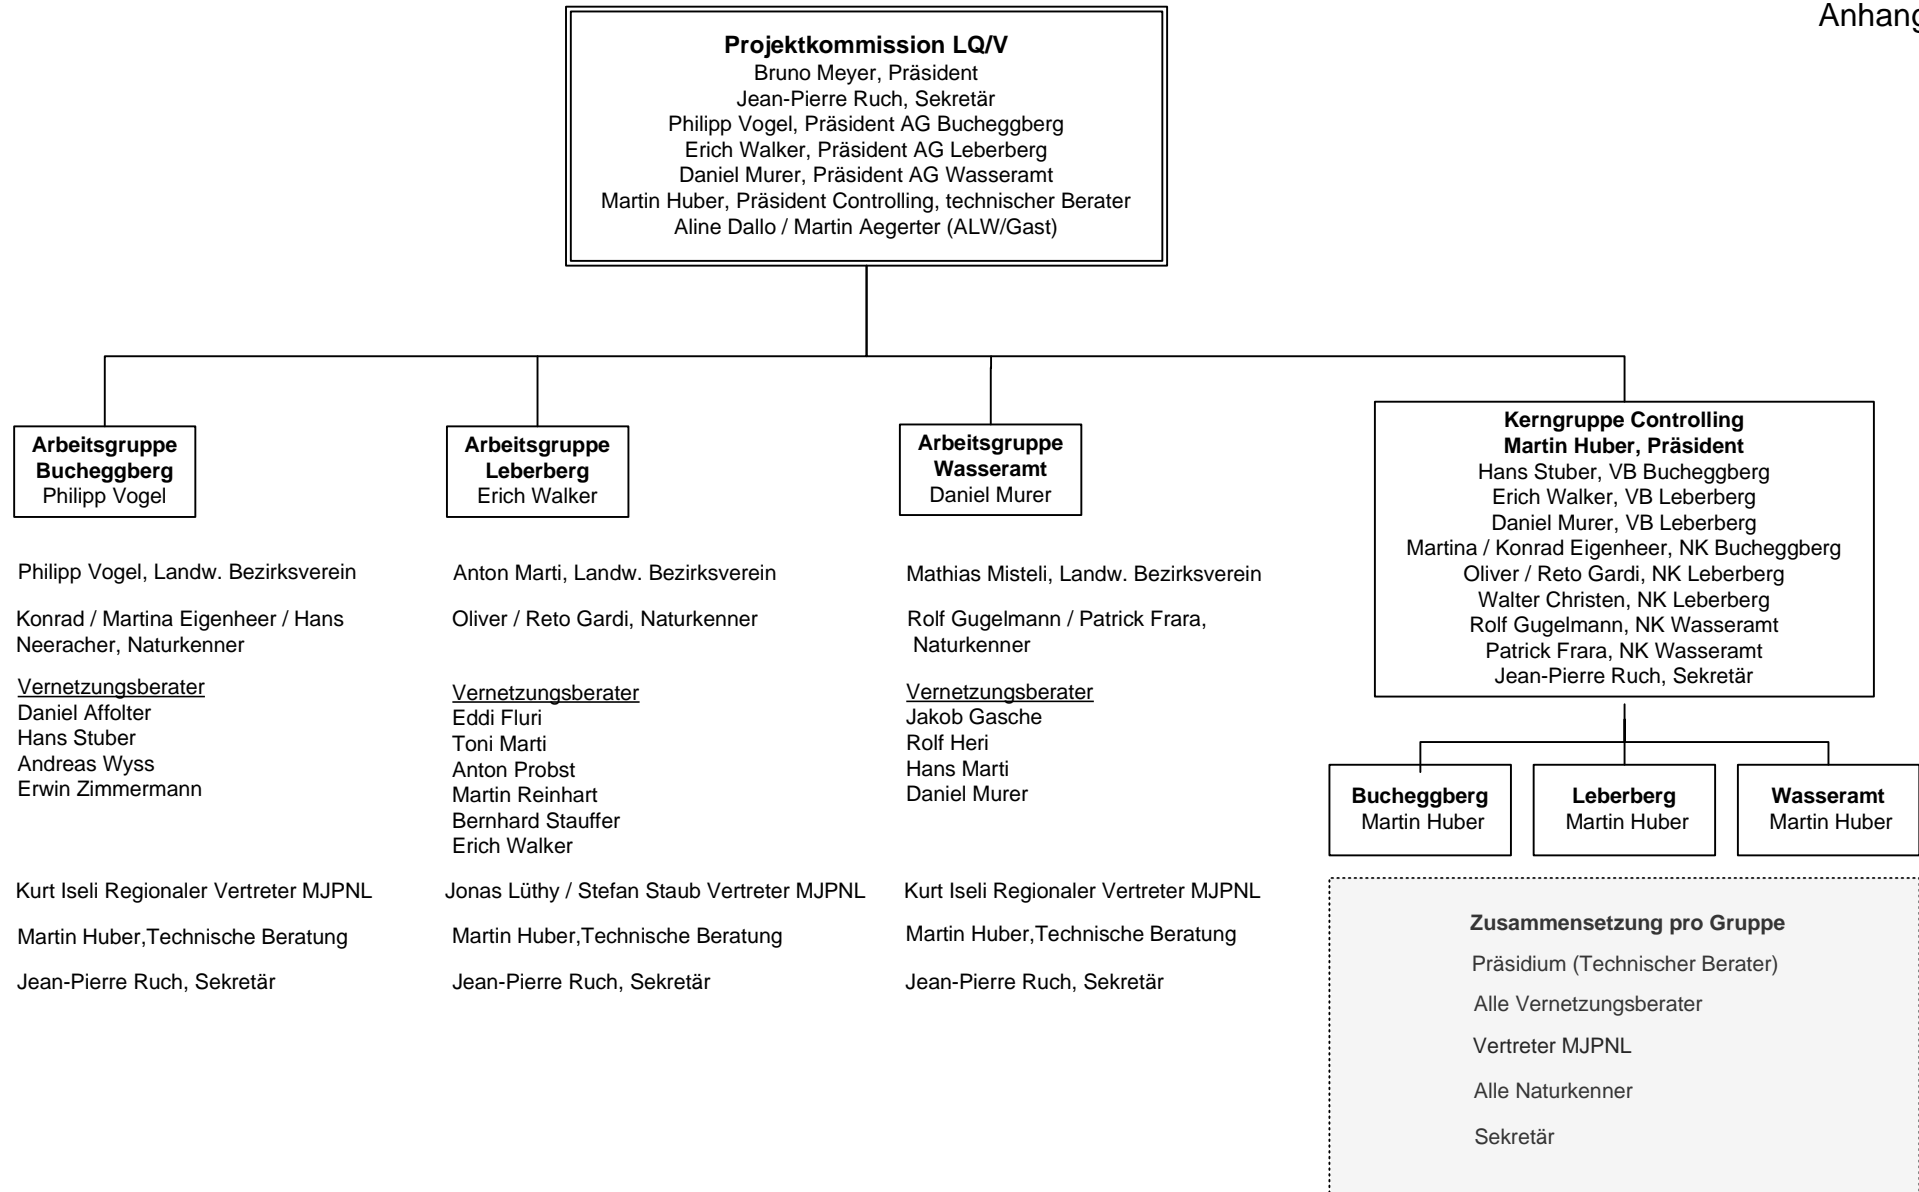 Anhang
Projektkommission LQ/V
Bruno Meyer, Präsident
Jean-Pierre Ruch, Sekretär
Philipp Vogel, Präsident AG Bucheggberg
Erich Walker, Präsident AG Leberberg
Daniel Murer, Präsident AG Wasseramt
Martin Huber, Präsident Controlling, technischer Berater
Aline Dallo / Martin Aegerter (ALW/Gast)
Arbeitsgruppe
Bucheggberg
Philipp Vogel
Philipp Vogel, Landw. Bezirksverein
Konrad / Martina Eigenheer / Hans
Neeracher, Naturkenner
Vernetzungsberater
Daniel Affolter
Hans Stuber
Andreas Wyss
Erwin Zimmermann
Kurt Iseli Regionaler Vertreter MJPNL
Martin Huber,Technische Beratung
Jean-Pierre Ruch, Sekretär
Arbeitsgruppe
Leberberg
Erich Walker
Anton Marti, Landw. Bezirksverein
Oliver / Reto Gardi, Naturkenner
Vernetzungsberater
Eddi Fluri
Toni Marti
Anton Probst
Martin Reinhart
Bernhard Stauffer
Erich Walker
Jonas Lüthy / Stefan Staub Vertreter MJPNL
Martin Huber,Technische Beratung
Jean-Pierre Ruch, Sekretär
Arbeitsgruppe
Wasseramt
Daniel Murer
Mathias Misteli, Landw. Bezirksverein
Rolf Gugelmann / Patrick Frara,
Naturkenner
Vernetzungsberater
Jakob Gasche
Rolf Heri
Hans Marti
Daniel Murer
Kurt Iseli Regionaler Vertreter MJPNL
Martin Huber,Technische Beratung
Jean-Pierre Ruch, Sekretär
Kerngruppe Controlling
Martin Huber, Präsident
Hans Stuber, VB Bucheggberg
Erich Walker, VB Leberberg
Daniel Murer, VB Leberberg
Martina / Konrad Eigenheer, NK Bucheggberg
Oliver / Reto Gardi, NK Leberberg
Walter Christen, NK Leberberg
Rolf Gugelmann, NK Wasseramt
Patrick Frara, NK Wasseramt
Jean-Pierre Ruch, Sekretär
Bucheggberg
Martin Huber
Leberberg
Martin Huber
Wasseramt
Martin Huber
Zusammensetzung pro Gruppe
Präsidium (Technischer Berater)
Alle Vernetzungsberater
Vertreter MJPNL
Alle Naturkenner
Sekretär